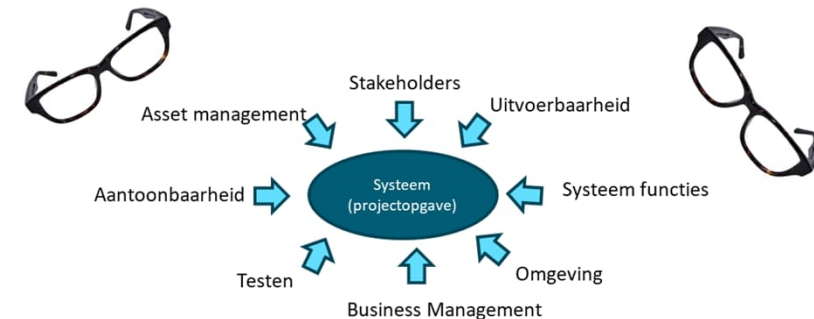 Stakeholders
Asset management
Uitvoerbaarheid
Aantoonbaarheid
Systeem
(projectopgave)
Systeem functies
Testen
Omgeving
Business Management